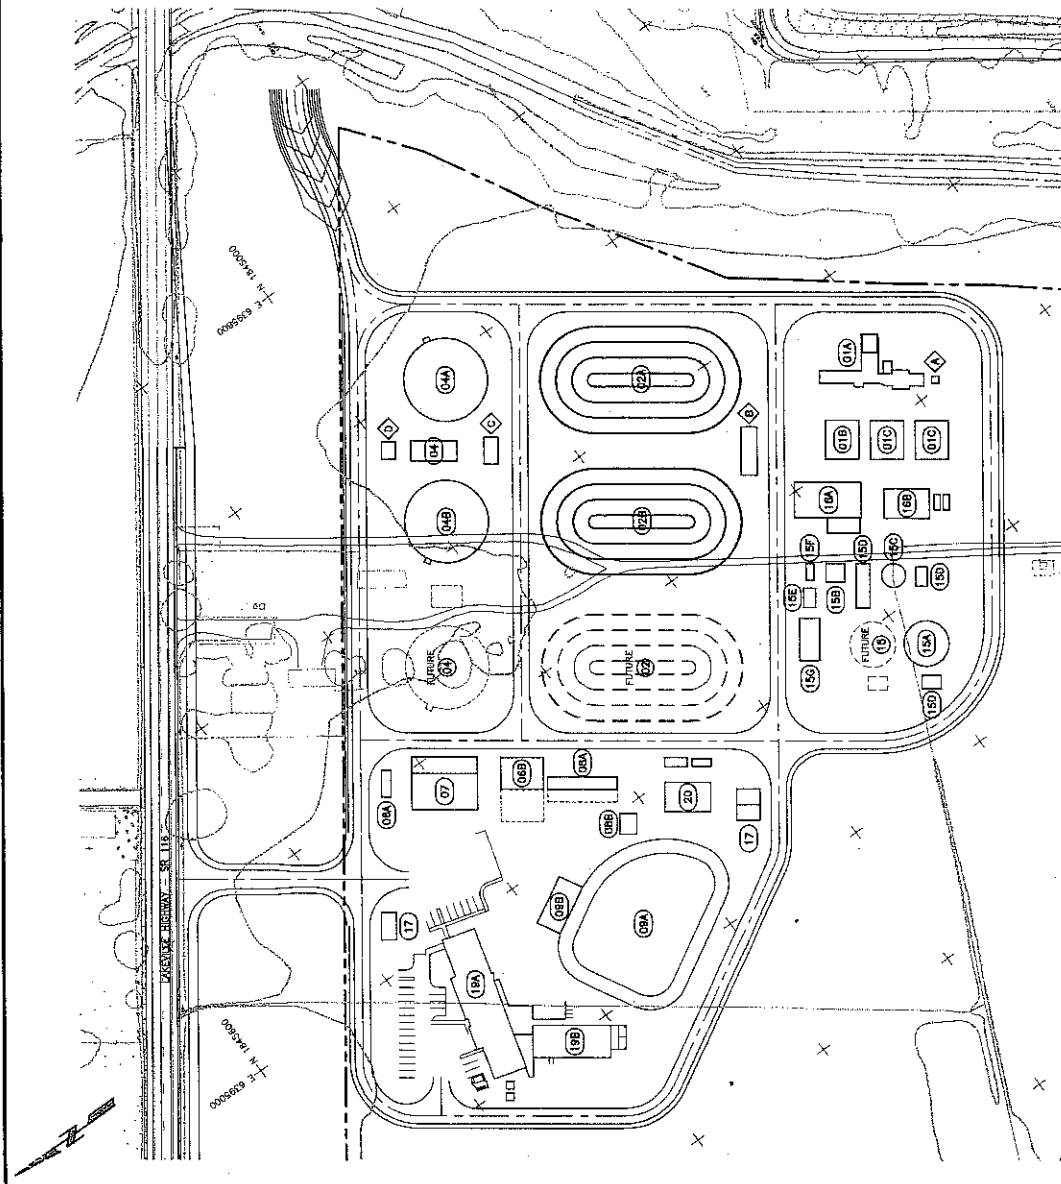 N 1845000
E 6395800
01A
A
04A
02A
D
C
B
04
01B
01C
01C
16A
16B
04B
02B
15F
15D
15C
15E
15B
15D
FUTURE
04
FUTURE
02
FUTURE
15
15A
15G
15D
06A
07
06B
08A
08B
20
17
LAKEVILLE HIGHWAY - SR 116
17
09B
09A
19A
19B
N 1845600
E 6395000
N